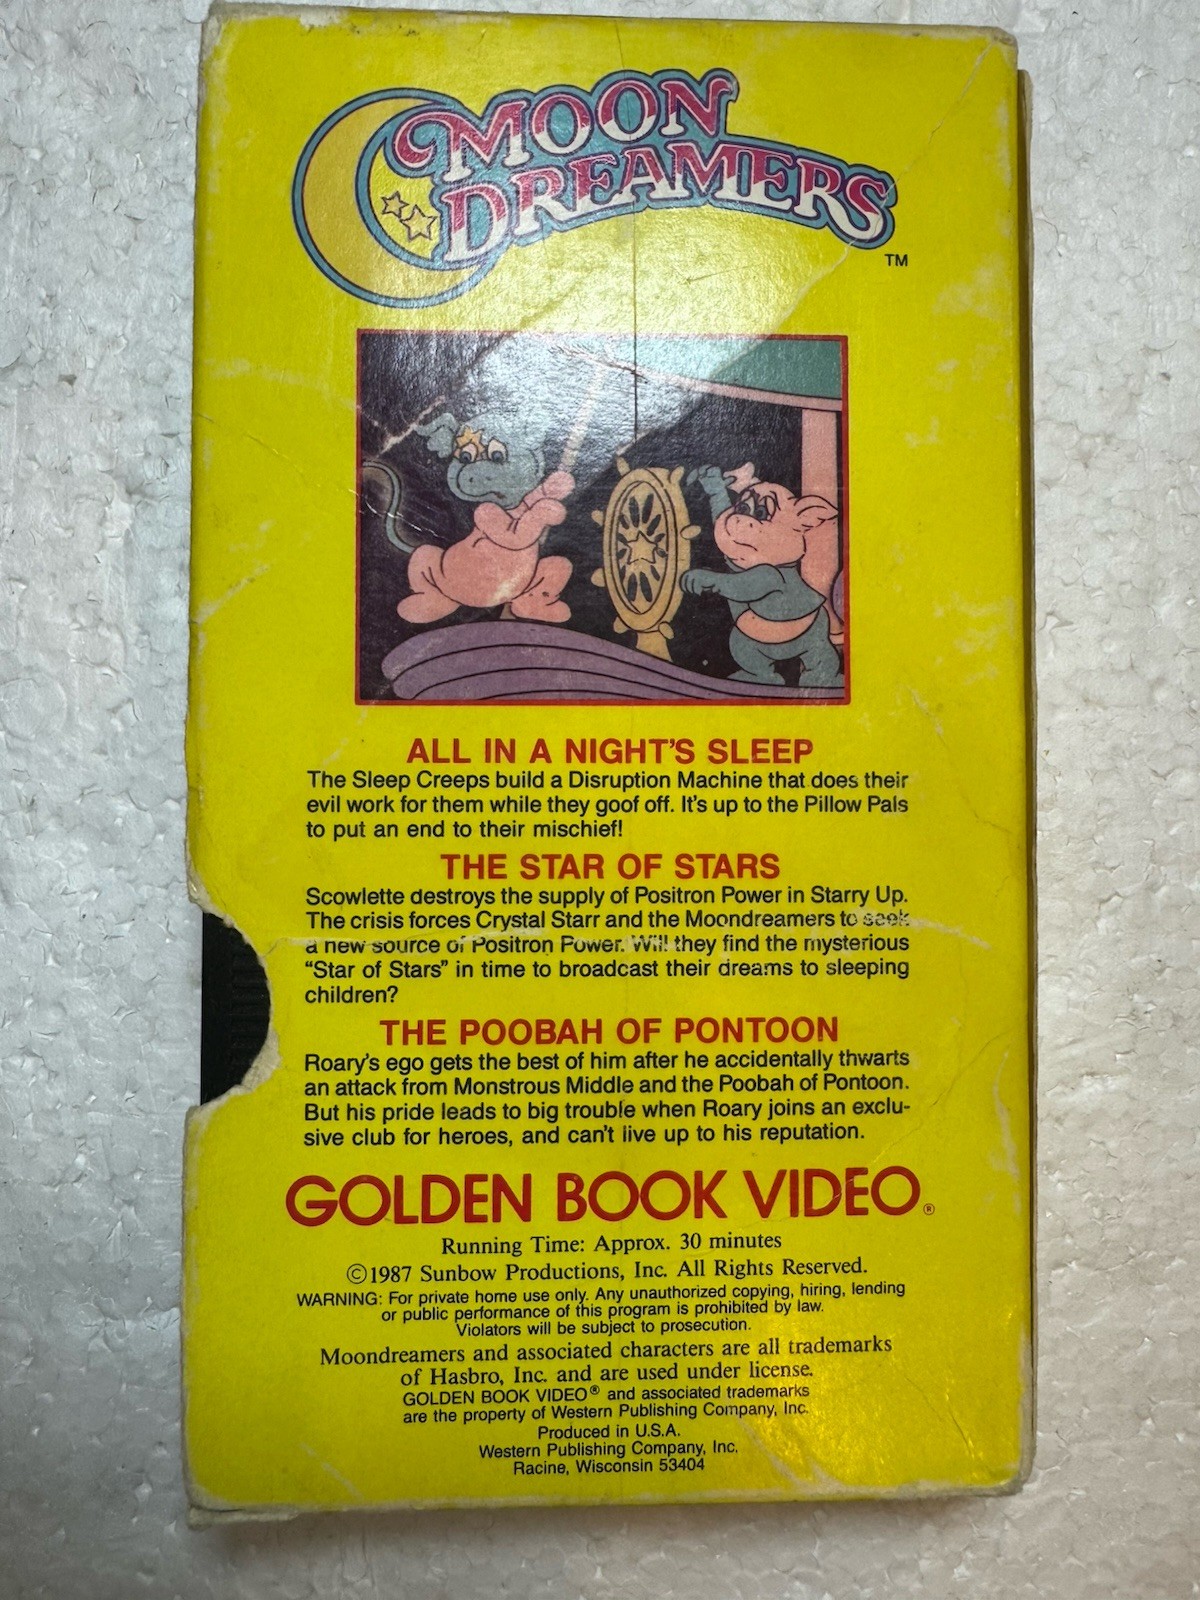 MOON
DREAMERS
TM
ALL IN A NIGHT'S SLEEP
The Sleep Creeps build a Disruption Machine that does their
evil work for them while they goof off. It's up to the Pillow Pals
to put an end to their mischief!
THE STAR OF STARS
Scowlette destroys the supply of Positron Power in Starry Up.
The crisis forces Crystal Starr and the Moondreamers to seek
a new source of Positron Power. Will they find the mysterious
“Star of Stars” in time to broadcast their dreams to sleeping
children?
THE POOBAH OF PONTOON
Roary's ego gets the best of him after he accidentally thwarts
an attack from Monstrous Middle and the Poobah of Pontoon.
But his pride leads to big trouble when Roary joins an exclu-
sive club for heroes, and can't live up to his reputation.
GOLDEN BOOK VIDEO®
Running Time: Approx. 30 minutes
©1987 Sunbow Productions, Inc. All Rights Reserved.
WARNING: For private home use only. Any unauthorized copying, hiring, lending
or public performance of this program is prohibited by law.
Violators will be subject to prosecution.
Moondreamers and associated characters are all trademarks
of Hasbro, Inc. and are used under license.
GOLDEN BOOK VIDEO® and associated trademarks
are the property of Western Publishing Company, Inc.
Produced in U.S.A.
Western Publishing Company, Inc.
Racine, Wisconsin 53404